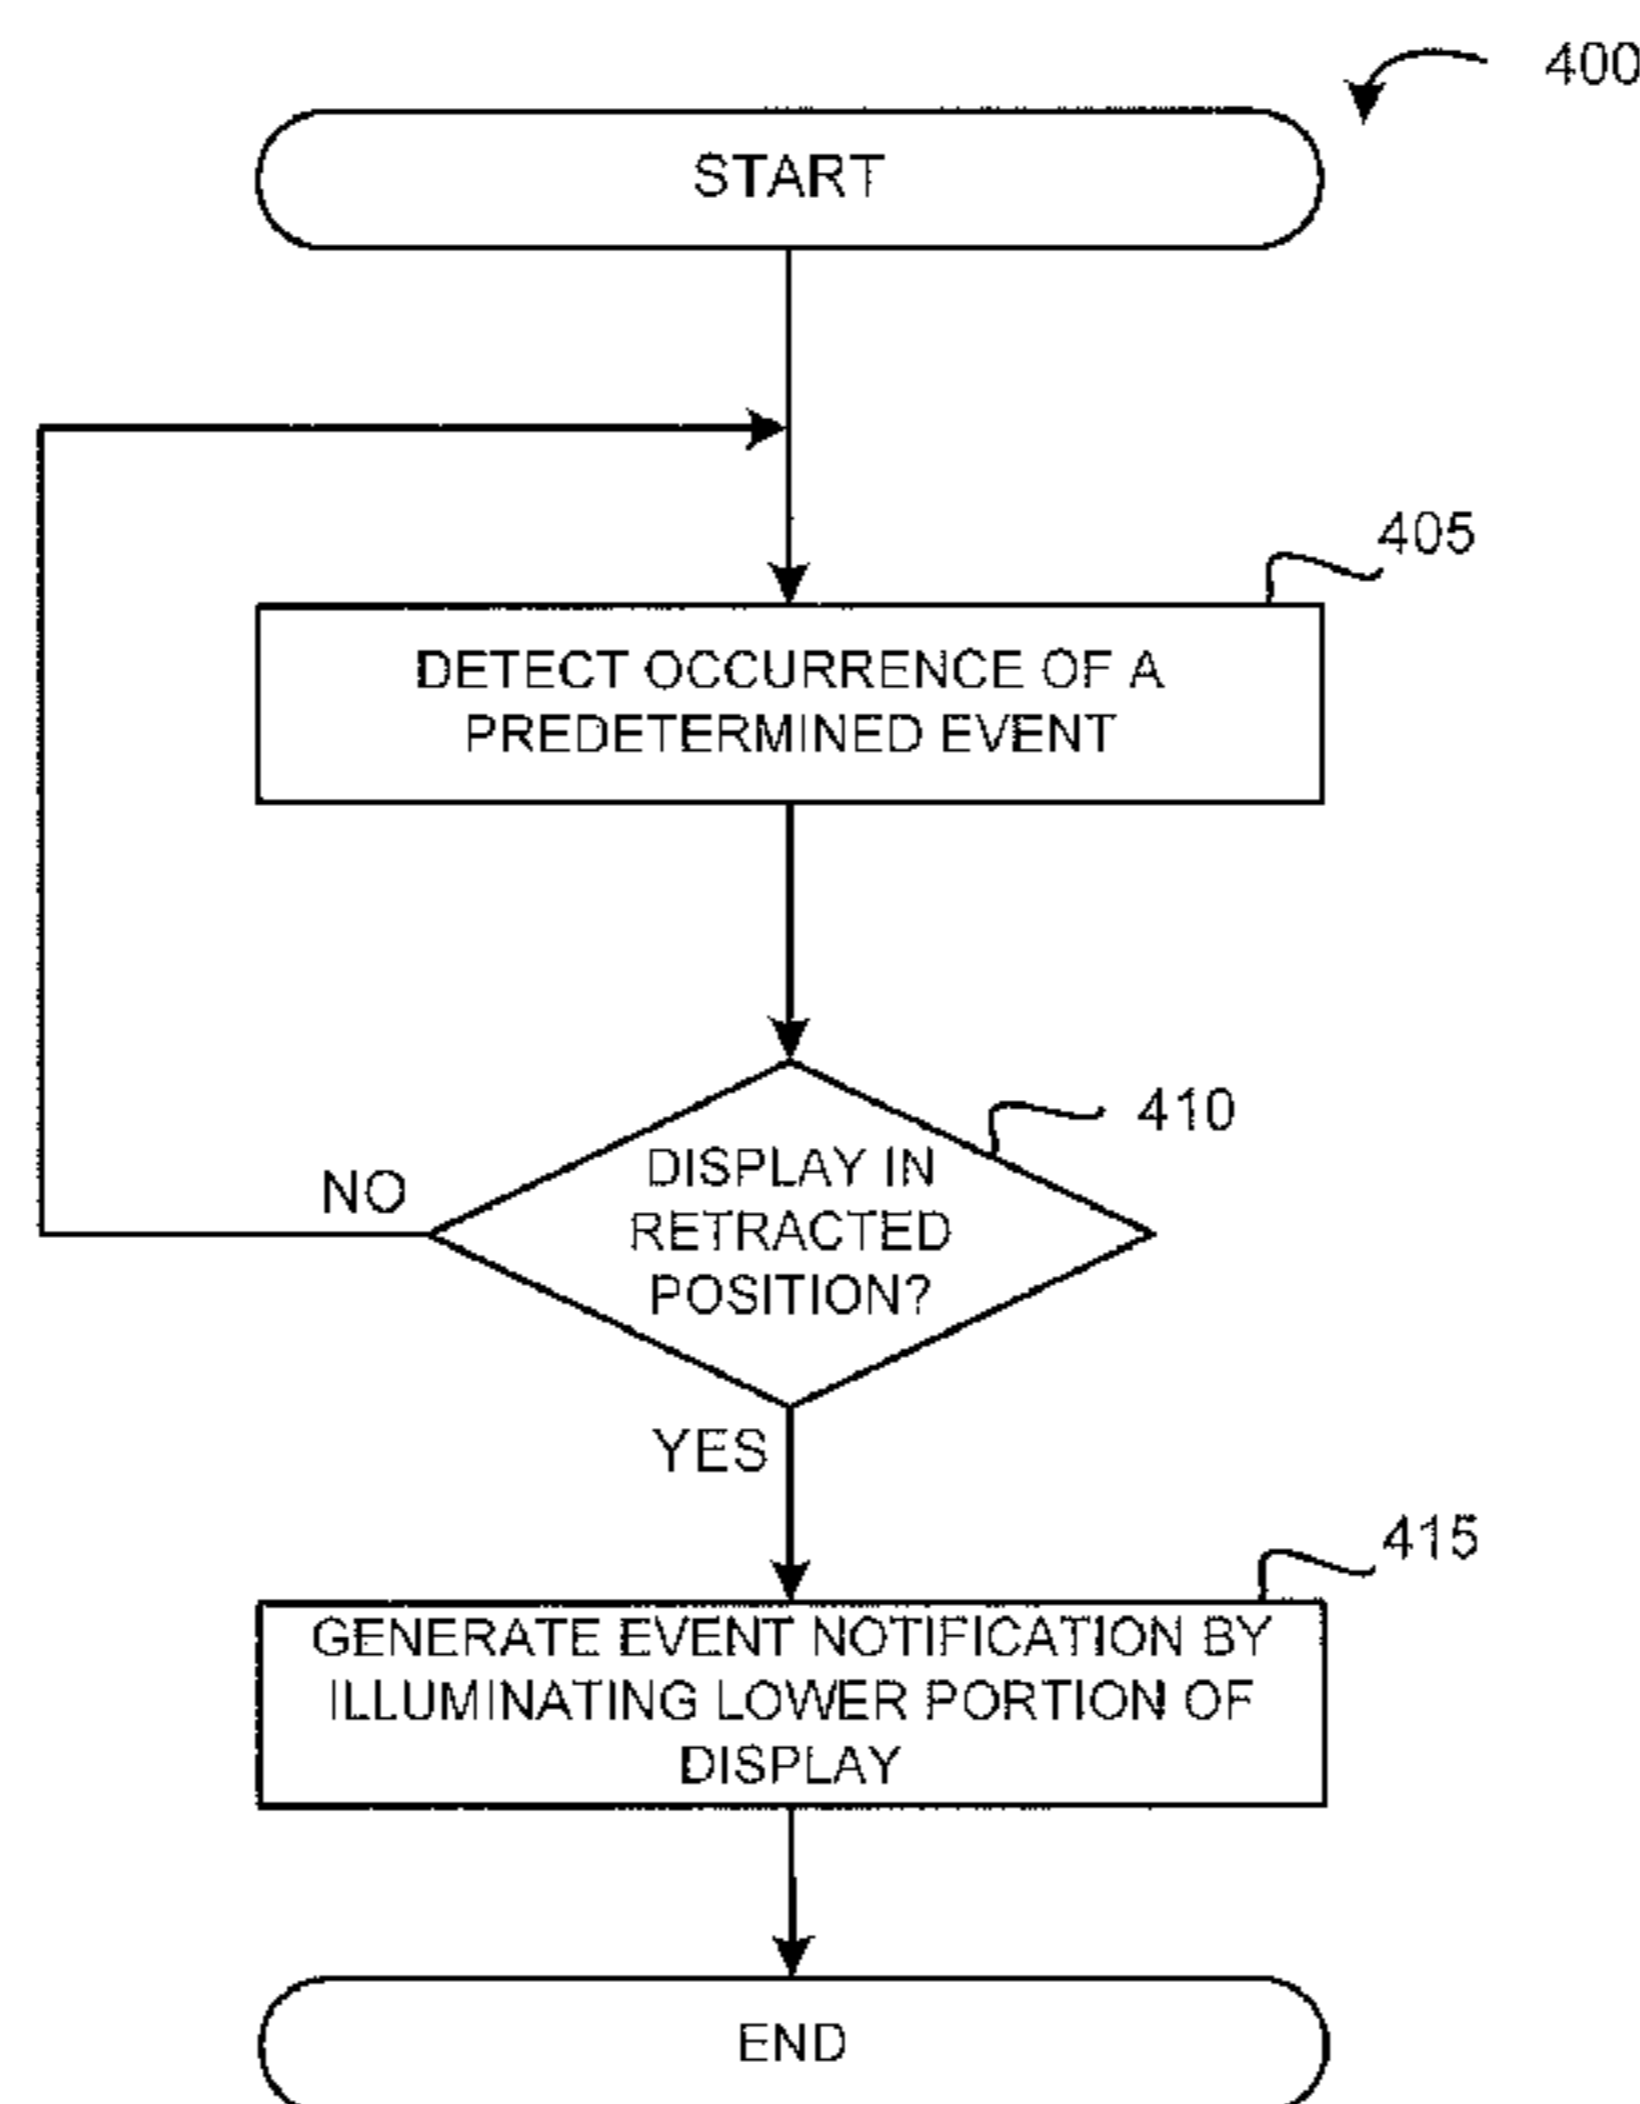 400
START
405
DETECT OCCURRENCE OF A
PREDETERMINED EVENT
410
DISPLAY IN
RETRACTED
POSITION?
NO
YES
415
GENERATE EVENT NOTIFICATION BY
ILLUMINATING LOWER PORTION OF
DISPLAY
END